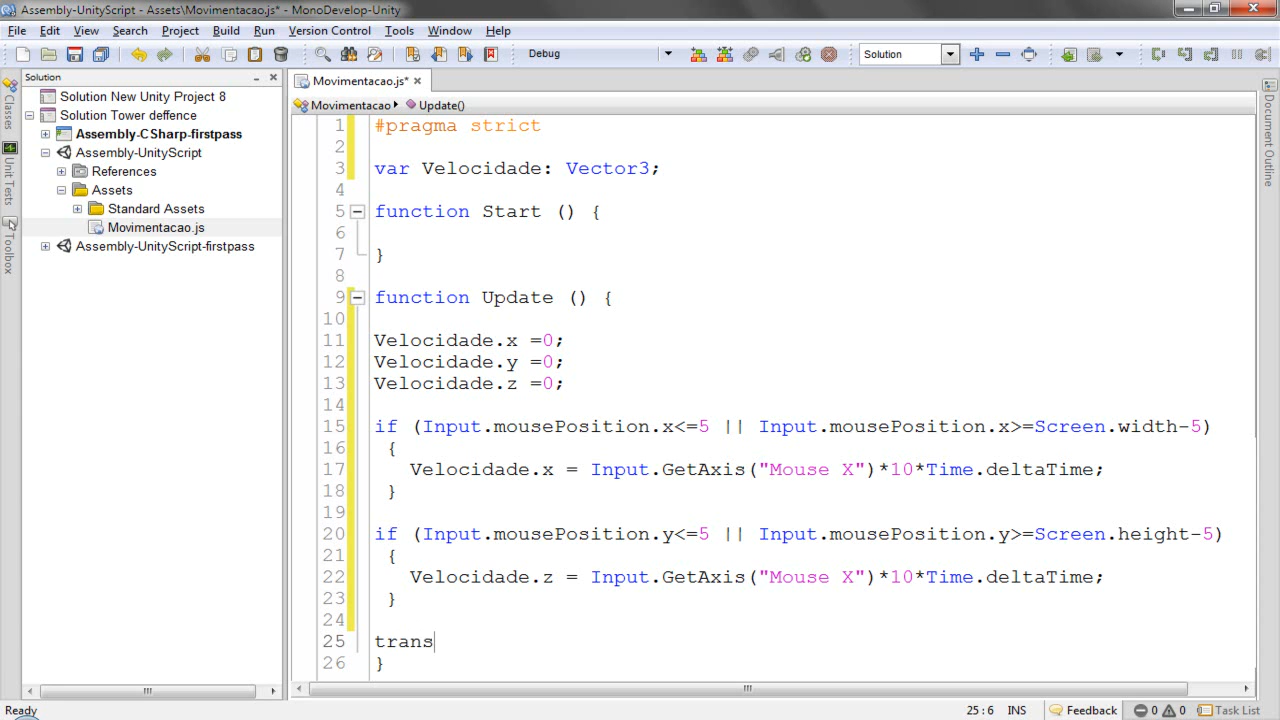 Assembly-UnityScript - Assets\Movimentacao.js* - MonoDevelop-Unity
File Edit View Search Project Build Run Version Control Tools Window Help
Debug
Solution
Solution
Solution New Unity Project 8
Solution Tower deffence
Assembly-CSharp-firstpass
Assembly-UnityScript
References
Assets
Standard Assets
Movimentacao.js
Assembly-UnityScript-firstpass
Classes
Unit Tests
Toolbox
Movimentacao.js*
Movimentacao Update()
1 #pragma strict
2
3 var Velocidade: Vector3;
4
5 function Start () {
6
7 }
8
9 function Update () {
10
11 Velocidade.x =0;
12 Velocidade.y =0;
13 Velocidade.z =0;
14
15 if (Input.mousePosition.x<=5 || Input.mousePosition.x>=Screen.width-5)
16 {
17 Velocidade.x = Input.GetAxis("Mouse X")*10*Time.deltaTime;
18 }
19
20 if (Input.mousePosition.y<=5 || Input.mousePosition.y>=Screen.height-5)
21 {
22 Velocidade.z = Input.GetAxis("Mouse X")*10*Time.deltaTime;
23 }
24
25 trans
26 }
Document Outline
Ready
25 : 6 INS Feedback 0 0 Task List